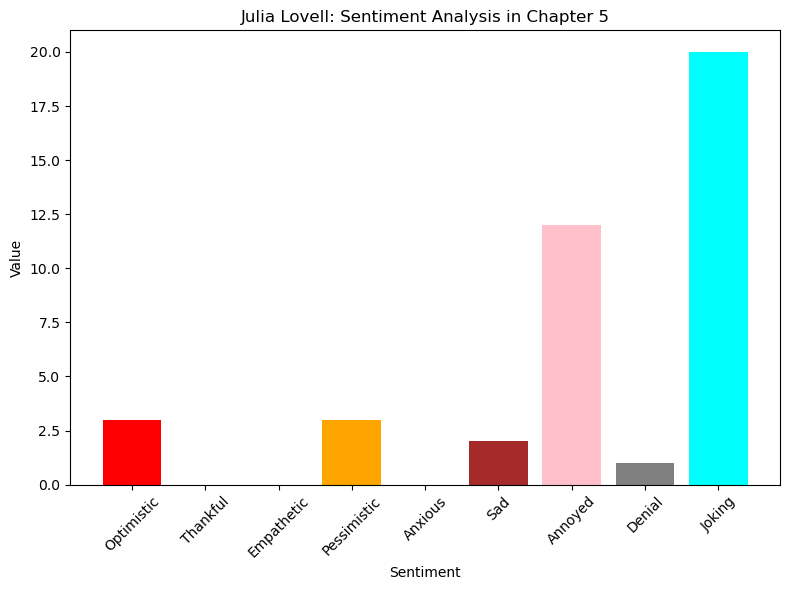 Julia Lovell: Sentiment Analysis in Chapter 5
20.0
17.5
15.0
12.5
10.0
7.5
5.0
2.5
0.0
Value
Optimistic
Thankful
Empathetic
Pessimistic
Anxious
Sad
Annoyed
Denial
Joking
Sentiment